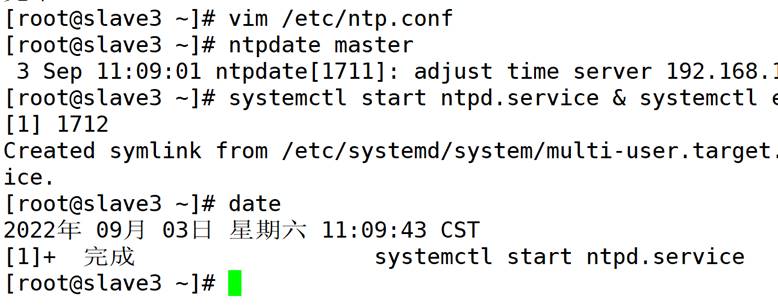 [root@slave3 ~]# vim /etc/ntp.conf
[root@slave3 ~]# ntpdate master
 3 Sep 11:09:01 ntpdate[1711]: adjust time server 192.168.1
[root@slave3 ~]# systemctl start ntpd.service & systemctl e
[1] 1712
Created symlink from /etc/systemd/system/multi-user.target.
ice.
[root@slave3 ~]# date
2022年 09月 03日 星期六 11:09:43 CST
[1]+  完成                  systemctl start ntpd.service
[root@slave3 ~]#